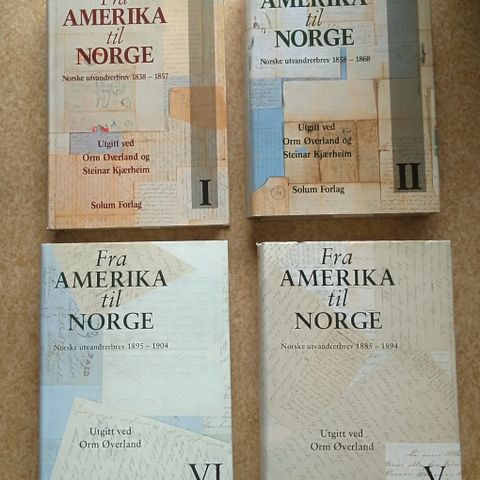 Fra
AMERIKA
til
NORGE
Norske utvandrerbrev 1838 – 1857
Utgitt ved
Orm Øverland og
Steinar Kjærheim
Solum Forlag
I
AMERIKA
til
NORGE
Norske utvandrerbrev 1858 – 1868
Utgitt ved
Orm Øverland og
Steinar Kjærheim
Solum Forlag
II
Fra
AMERIKA
til
NORGE
Norske utvandrerbrev 1895 – 1904
Utgitt ved
Orm Øverland
VI
Fra
AMERIKA
til
NORGE
Norske utvandrerbrev 1885 – 1894
Utgitt ved
Orm Øverland
V